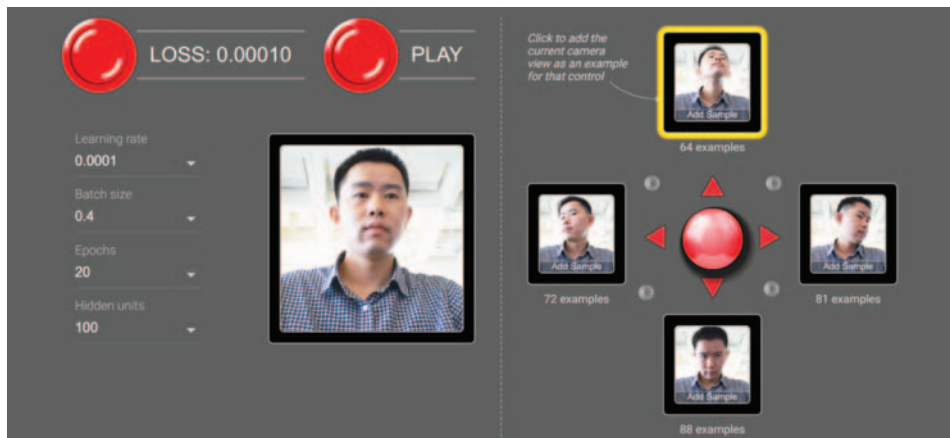 LOSS: 0.00010
PLAY
Learning rate
0.0001
Batch size
0.4
Epochs
20
Hidden units
100
Click to add the
current camera
view as an example
for that control
Add Sample
64 examples
Add Sample
72 examples
Add Sample
81 examples
Add Sample
88 examples